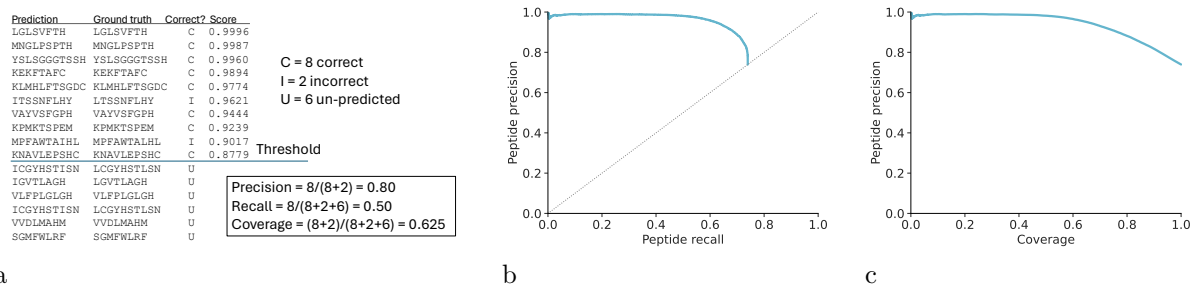 Prediction Ground truth Correct? Score
LGLSVFTH LGLSVFTH C 0.9996
MNGLPSPTH MNGLPSPTH C 0.9987
YSLSGGGTSSH YSLSGGGTSSH C 0.9960
KEKFTAFC KEKFTAFC C 0.9894
KLMHLFTSGDC KLMHLFTSGDC C 0.9774
ITSSNFLHY LTSSNFLHY I 0.9621
VAYVSFGPH VAYVSFGPH C 0.9444
KPMKTSPEM KPMKTSPEM C 0.9239
MPFAWTAIHL MPFAWTALHL I 0.9017
KNAVLEPSHC KNAVLEPSHC C 0.8779
Threshold
ICGYHSTISN LCGYHSTLSN U
IGVTLAGH LGVTLAGH U
VLFPLGLGH VLFPLGLGH U
ICGYHSTISN LCGYHSTLSN U
VVDLMAHM VVDLMAHM U
SGMFWLRF SGMFWLRF U
C = 8 correct
I = 2 incorrect
U = 6 un-predicted
Precision = 8/(8+2) = 0.80
Recall = 8/(8+2+6) = 0.50
Coverage = (8+2)/(8+2+6) = 0.625
a
Peptide precision
1.0
0.8
0.6
0.4
0.2
0.0
0.0 0.2 0.4 0.6 0.8 1.0
Peptide recall
b
Peptide precision
1.0
0.8
0.6
0.4
0.2
0.0
0.0 0.2 0.4 0.6 0.8 1.0
Coverage
c